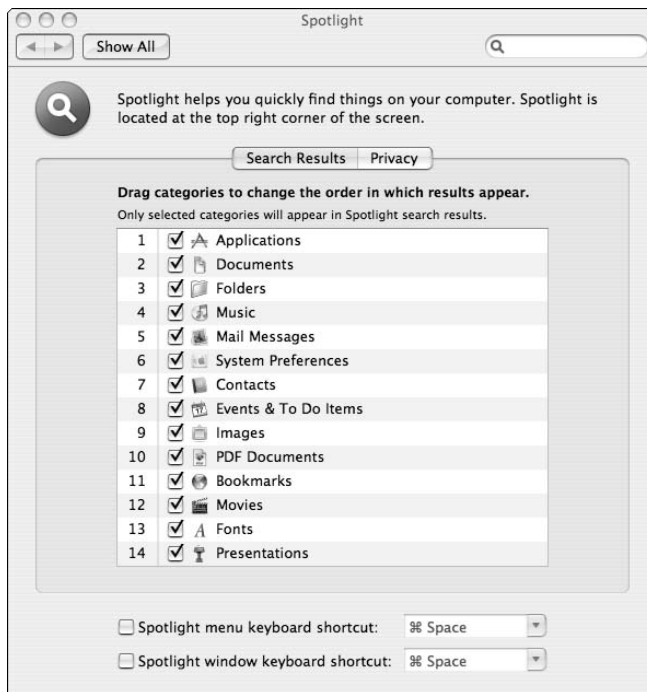 Spotlight
Show All
Spotlight helps you quickly find things on your computer. Spotlight is
located at the top right corner of the screen.
Search Results Privacy
Drag categories to change the order in which results appear.
Only selected categories will appear in Spotlight search results.
1 Applications
2 Documents
3 Folders
4 Music
5 Mail Messages
6 System Preferences
7 Contacts
8 Events & To Do Items
9 Images
10 PDF Documents
11 Bookmarks
12 Movies
13 Fonts
14 Presentations
Spotlight menu keyboard shortcut: ⌘ Space
Spotlight window keyboard shortcut: ⌘ Space